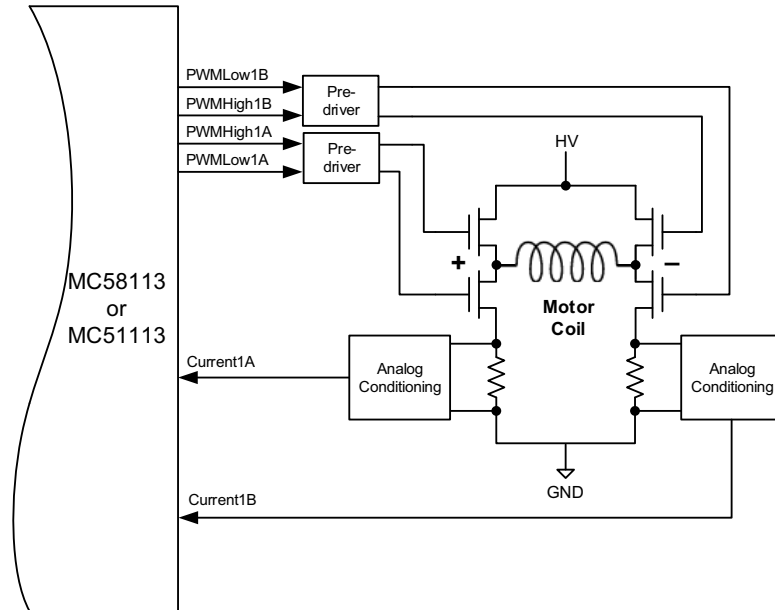 PWMLow1B
PWMHigh1B
PWMHigh1A
PWMLow1A
Pre-
driver
Pre-
driver
HV
+
−
Motor
Coil
MC58113
or
MC51113
Current1A
Analog
Conditioning
Analog
Conditioning
GND
Current1B